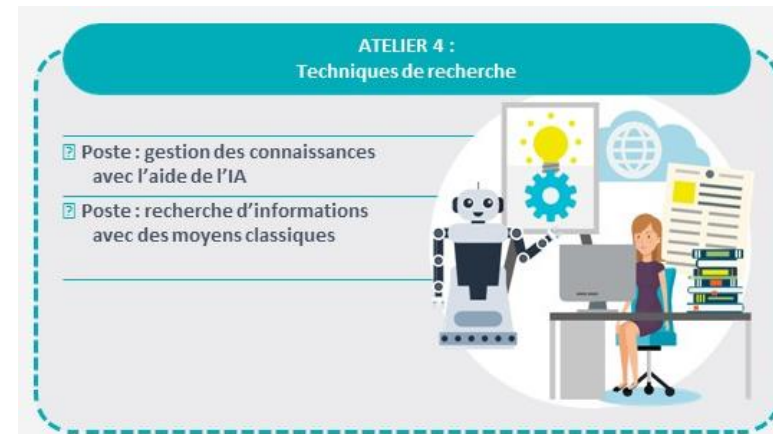 ATELIER 4 :
Techniques de recherche
Poste : gestion des connaissances
avec l’aide de l’IA
Poste : recherche d’informations
avec des moyens classiques